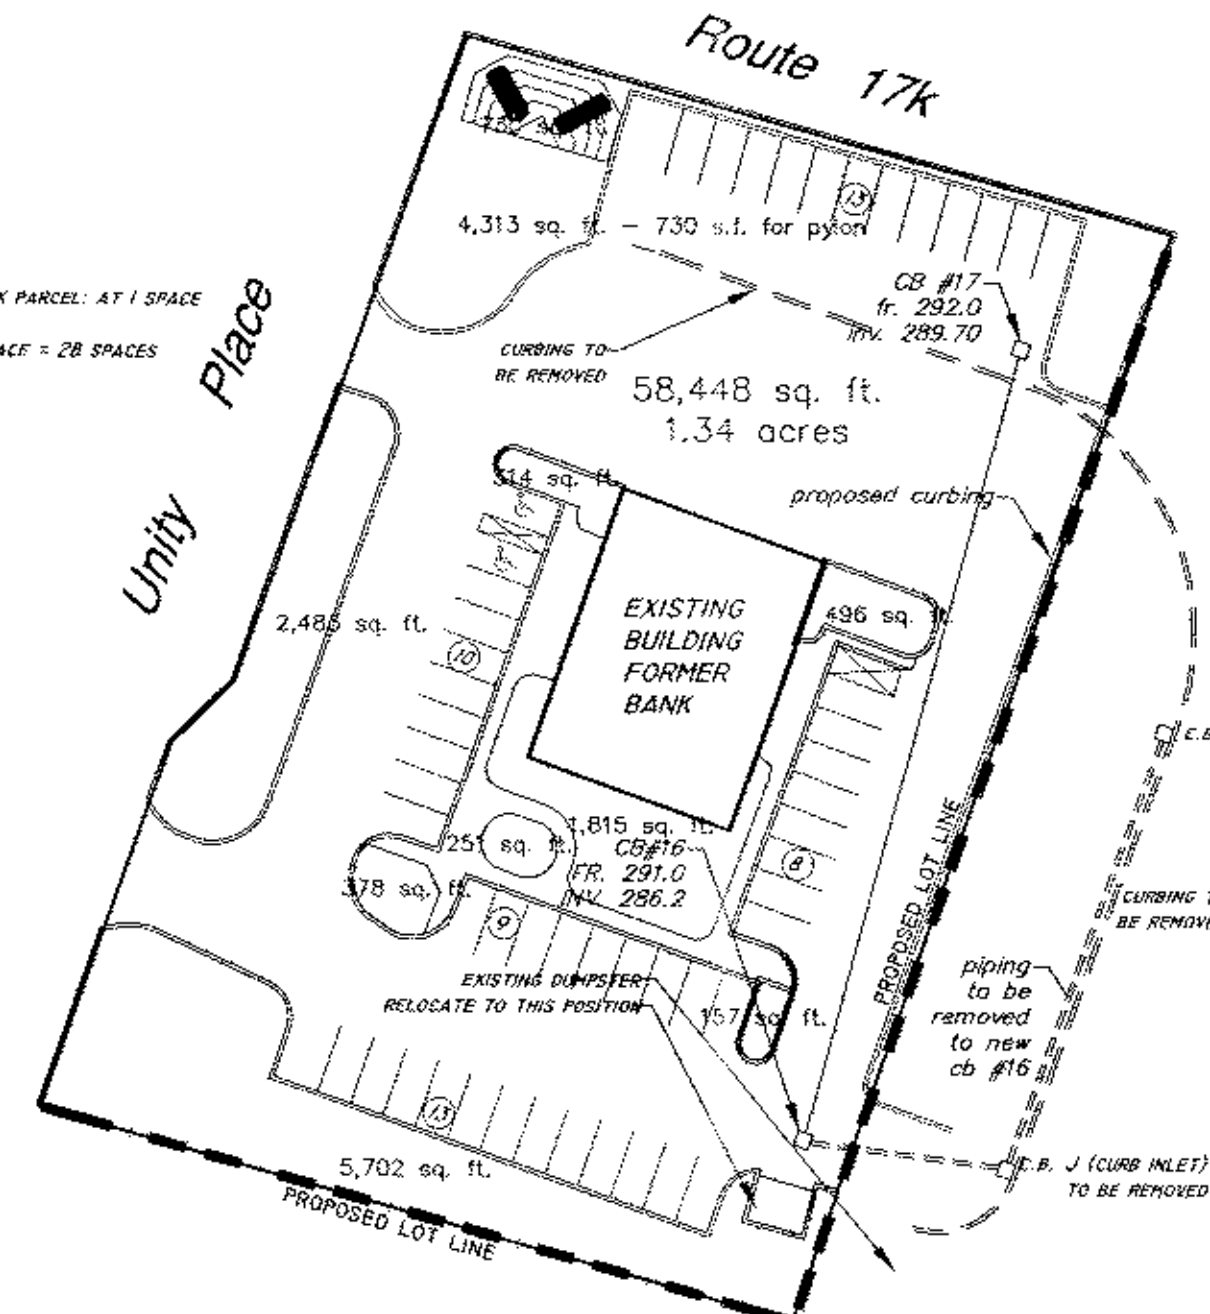 Route 17k
730 sq. ft.
13
4,313 sq. ft. - 730 s.f. for pylon
CB #17
fr. 292.0
inv. 289.70
K PARCEL: AT 1 SPACE
ACE = 28 SPACES
Unity Place
CURBING TO
BE REMOVED
58,448 sq. ft.
1.34 acres
514 sq. ft.
proposed curbing
EXISTING
BUILDING
FORMER
BANK
496 sq. ft.
2,485 sq. ft.
10
1,815 sq. ft.
251 sq. ft.
CB#16
FR. 291.0
INV. 286.2
8
378 sq. ft.
9
PROPOSED LOT LINE
CURBING
BE REMOV
EXISTING DUMPSTER
RELOCATE TO THIS POSITION
157 sq. ft.
piping
to be
removed
to new
cb #16
13
5,702 sq. ft.
PROPOSED LOT LINE
C.B. J (CURB INLET)
TO BE REMOVED